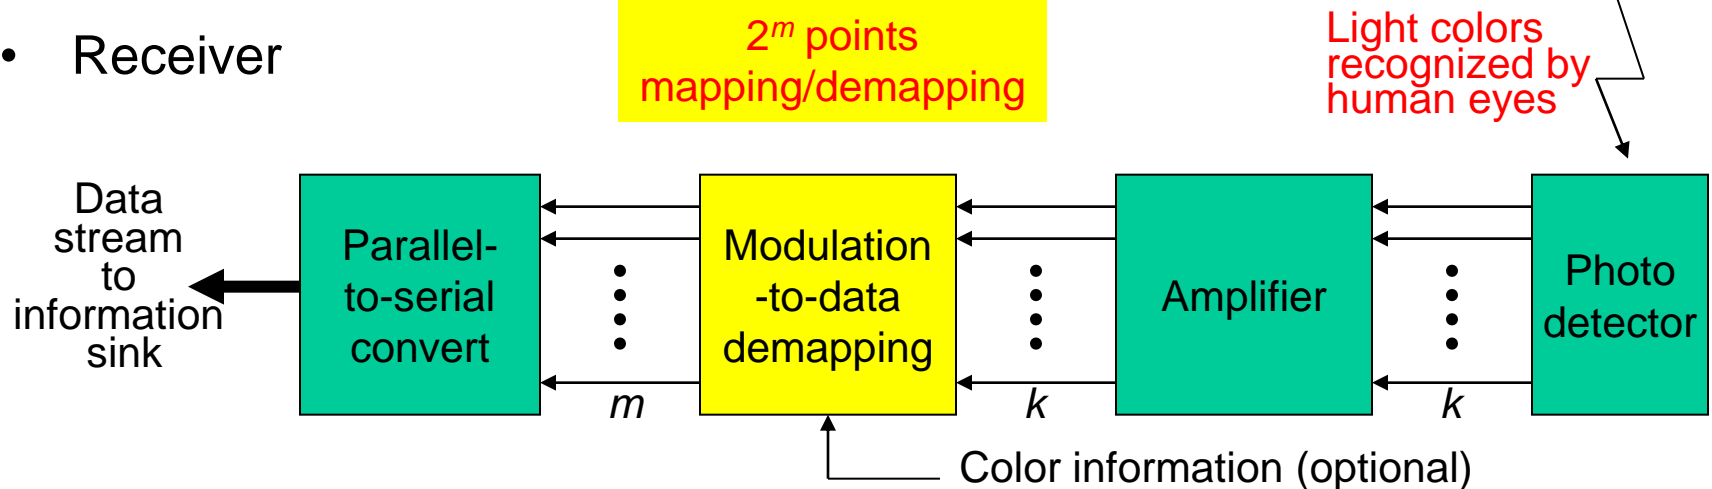 • Receiver
2^m points
mapping/demapping
Light colors
recognized by
human eyes
Data
stream
to
information
sink
Parallel-
to-serial
convert
m
Modulation
-to-data
demapping
k
Amplifier
k
Photo
detector
Color information (optional)